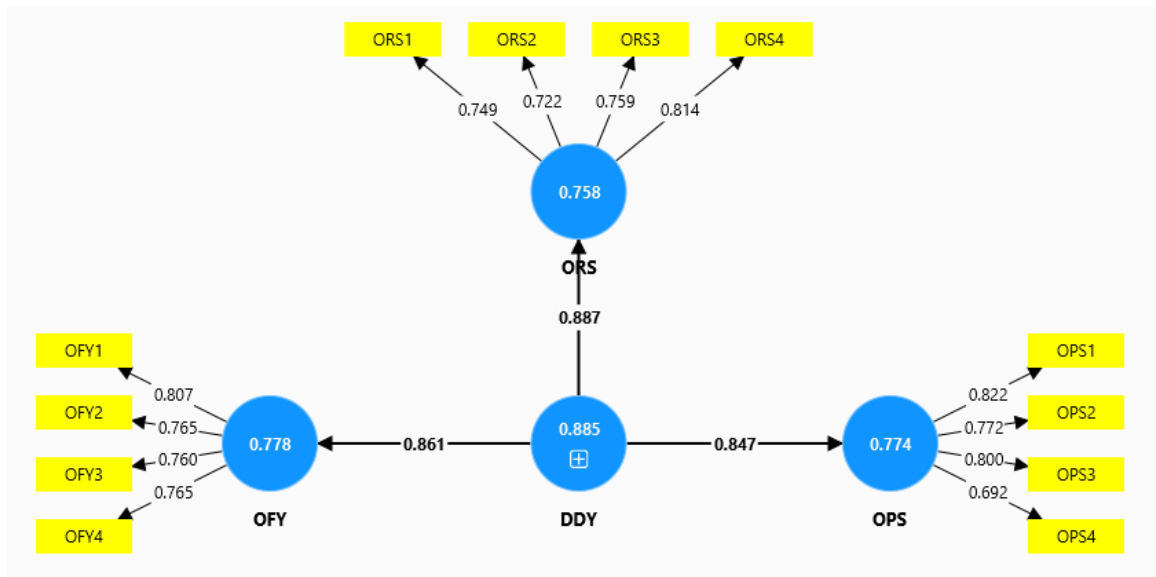 ORS1 ORS2 ORS3 ORS4
0.749 0.722 0.759 0.814
0.758
ORS
0.887
OFY1
OFY2
OFY3
OFY4
0.807
0.765
0.760
0.765
0.778
OFY
0.861
0.885
DDY
0.847
0.774
OPS
0.822
0.772
0.800
0.692
OPS1
OPS2
OPS3
OPS4